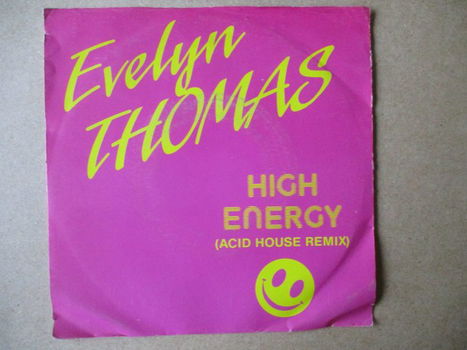 Evelyn
THOMAS
HIGH
ENERGY
(ACID HOUSE REMIX)